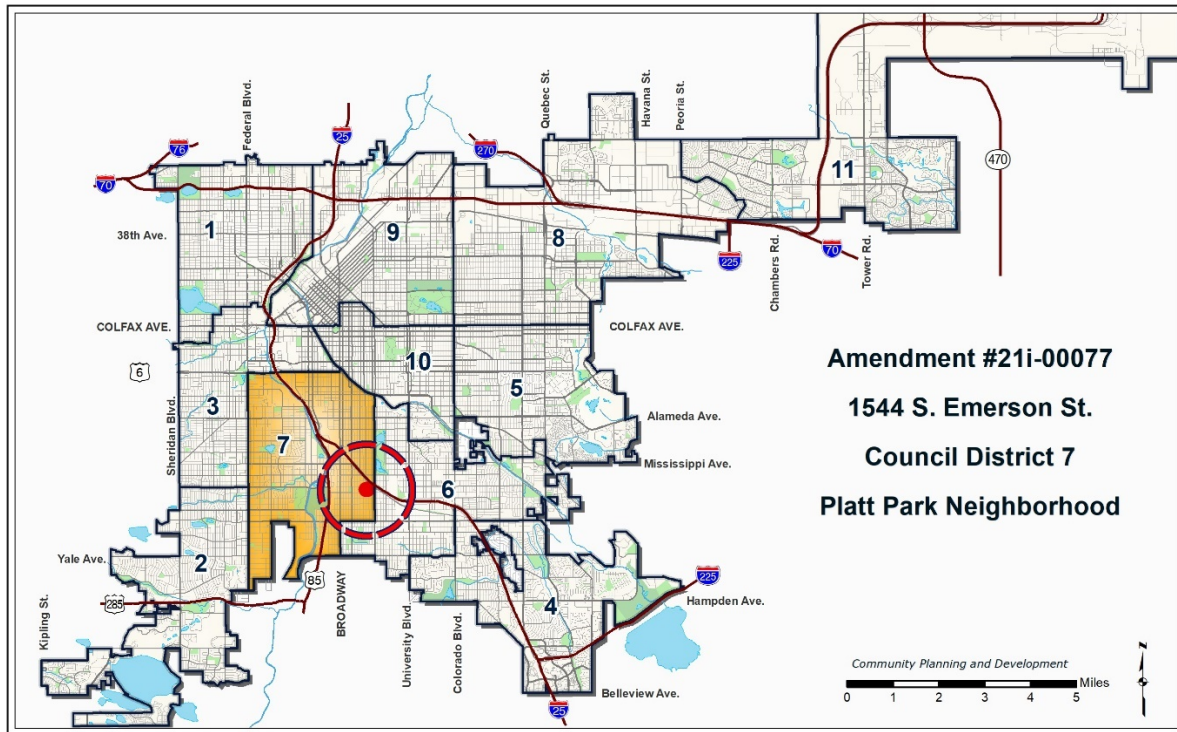 Federal Blvd.
25
Quebec St.
Havana St.
Peoria St.
76
270
470
70
11
1
38th Ave.
9
8
225
Chambers Rd.
70
Tower Rd.
COLFAX AVE.
COLFAX AVE.
6
10
5
3
Sheridan Blvd.
Alameda Ave.
7
Mississippi Ave.
6
Yale Ave.
2
85
285
BROADWAY
University Blvd.
Colorado Blvd.
4
225
Hampden Ave.
Kipling St.
Belleview Ave.
25
Amendment #21i-00077
1544 S. Emerson St.
Council District 7
Platt Park Neighborhood
Community Planning and Development
Miles
0 1 2 3 4 5
N